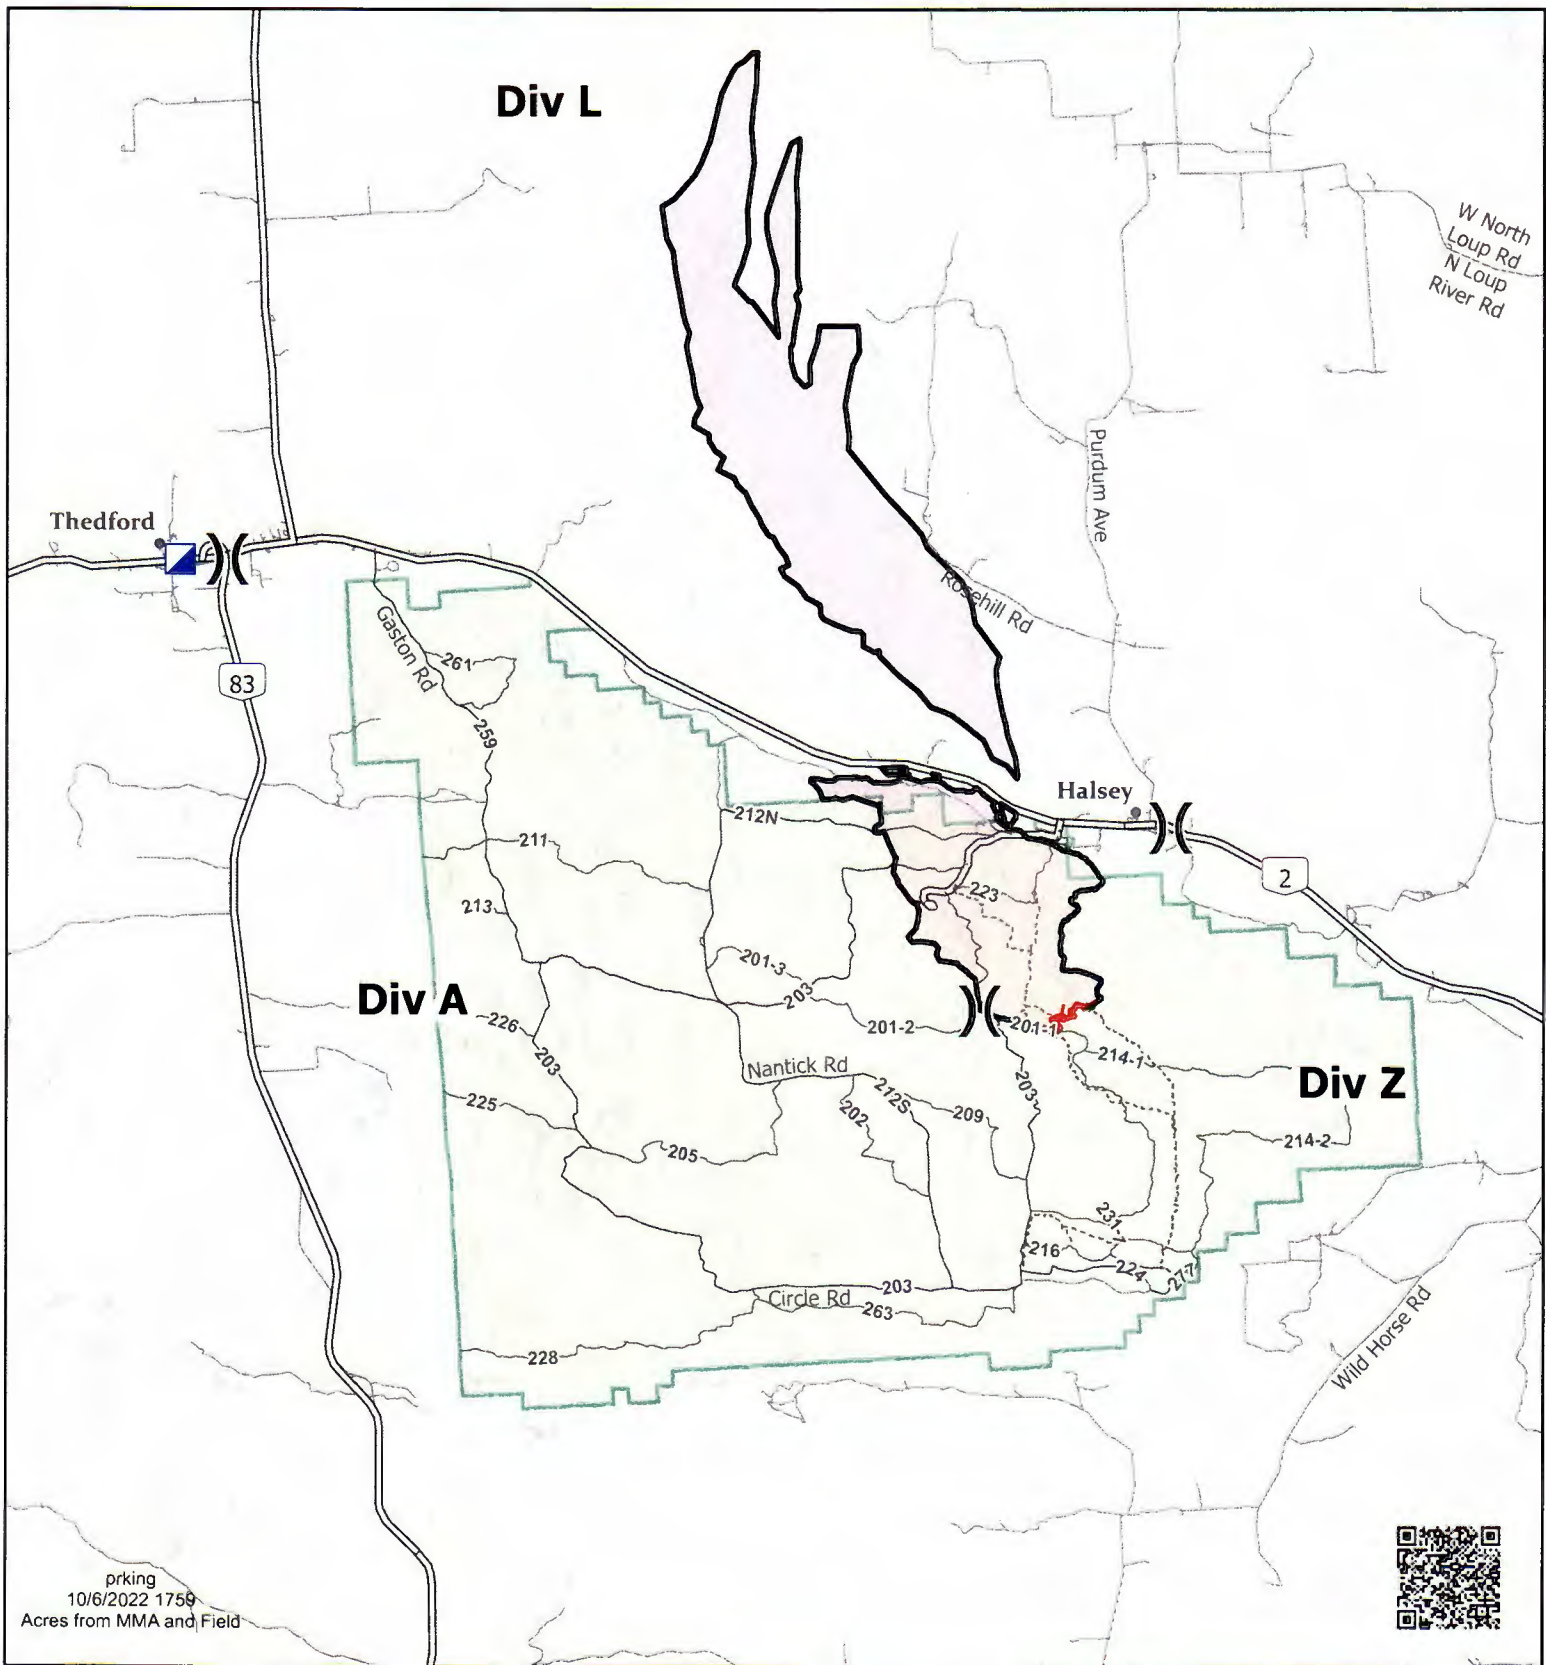 Div L
W North
Loup Rd
N Loup
River Rd
Purdum Ave
Thedford
Rosehill Rd
Gaston Rd
261
83
259
Halsey
212N
211
2
223
213
201-3
203
Div A
226
201-2
201-1
214-1
203
Nantick Rd
203
Div Z
225
212S
202
209
214-2
205
231
216
224
277
203
Circle Rd
263
Wild Horse Rd
228
prking
10/6/2022 1759
Acres from MMA and Field